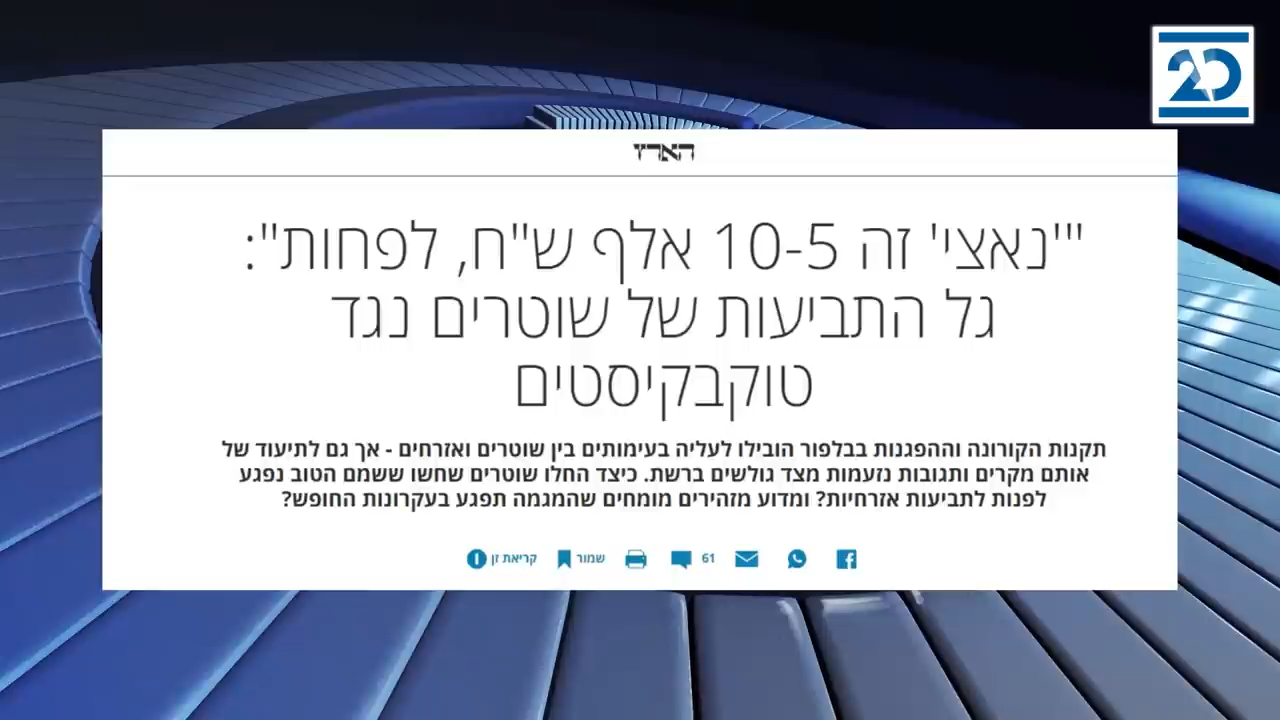 20
הארץ
"'נאצי' זה 10-5 אלף ש"ח, לפחות":
גל התביעות של שוטרים נגד
טוקבקיסטים
תקנות הקורונה וההפגנות בבלפור הובילו לעליה בעימותים בין שוטרים ואזרחים - אך גם לתיעוד של
אותם מקרים ותגובות נזעמות מצד גולשים ברשת. כיצד החלו שוטרים שחשו ששמם הטוב נפגע
לפנות לתביעות אזרחיות? ומדוע מזהירים מומחים שהמגמה תפגע בעקרונות החופש?
61 שמור קריאת זן